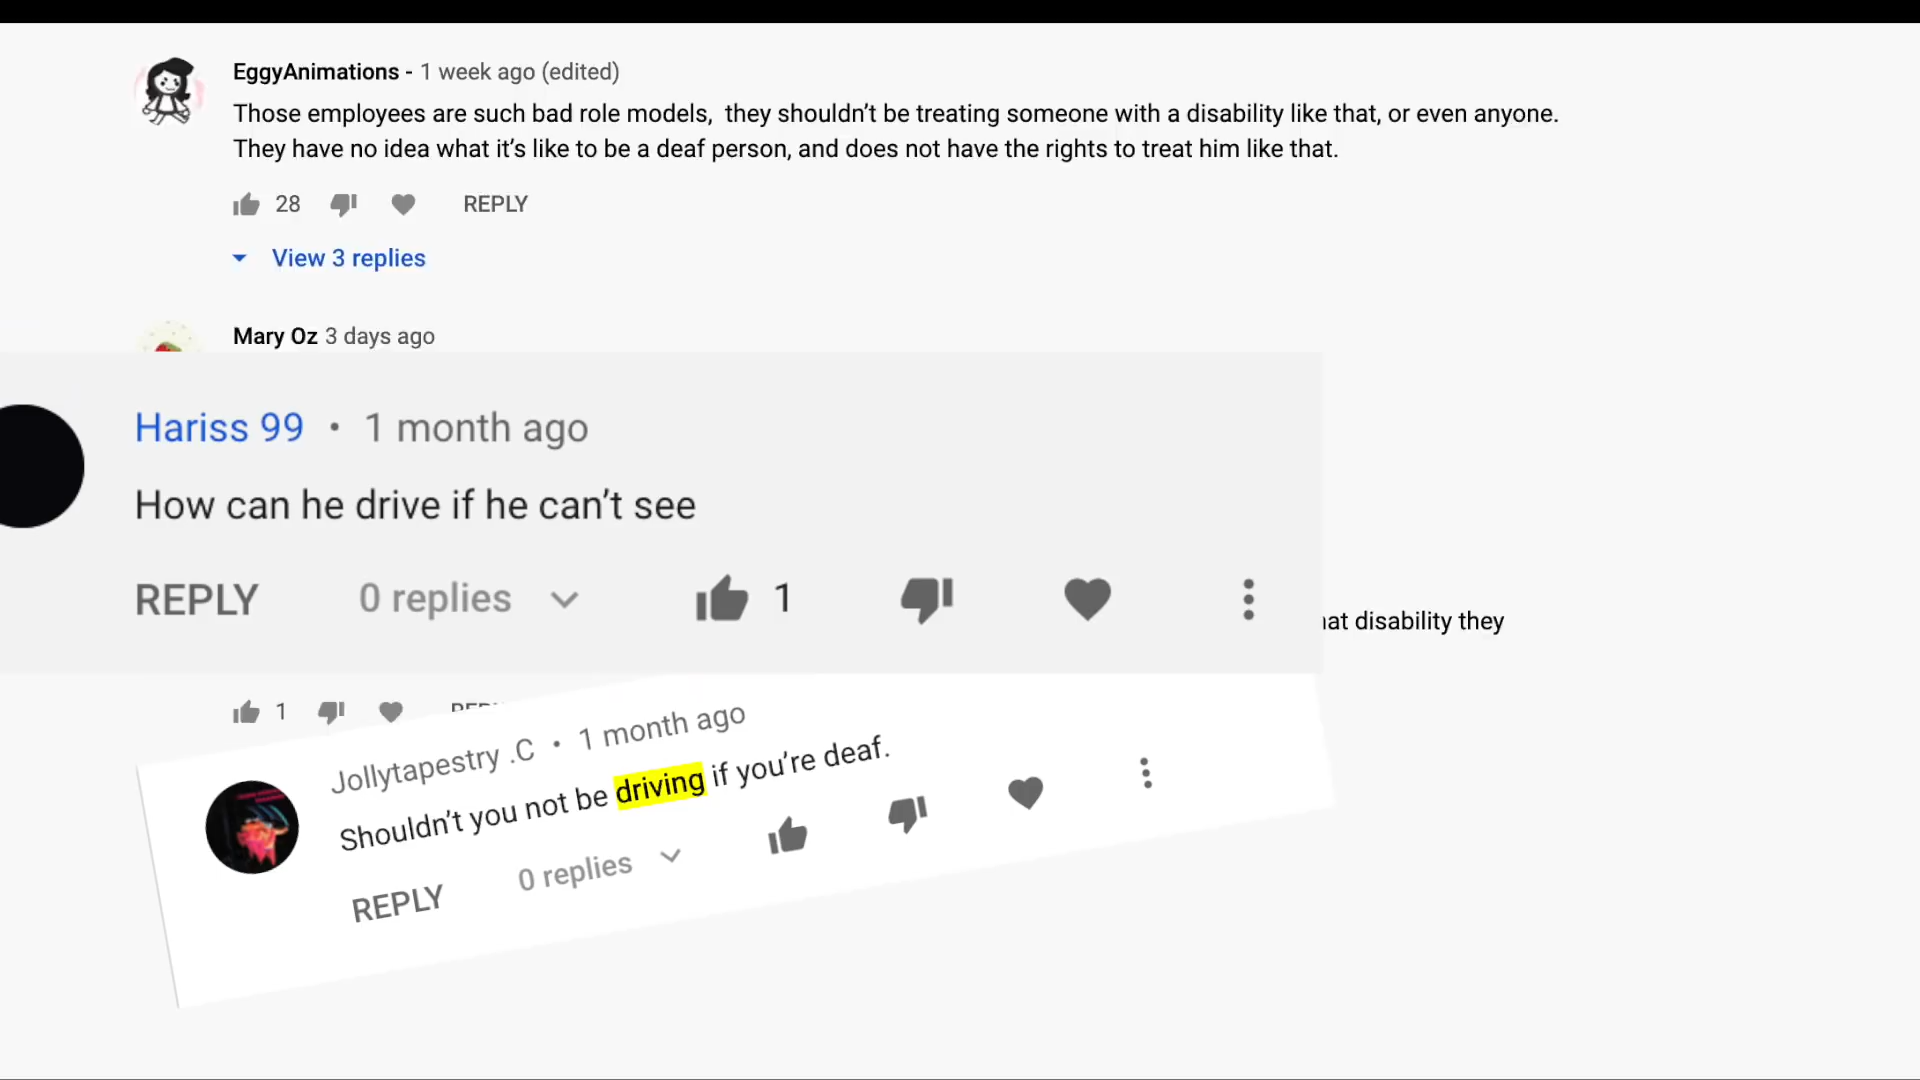 EggyAnimations - 1 week ago (edited)
Those employees are such bad role models,  they shouldn’t be treating someone with a disability like that, or even anyone.
They have no idea what it’s like to be a deaf person, and does not have the rights to treat him like that.
28 REPLY
View 3 replies
Mary Oz 3 days ago
Hariss 99 • 1 month ago
How can he drive if he can’t see
REPLY 0 replies 1
disability they
1
Jollytapestry .C • 1 month ago
Shouldn’t you not be driving if you’re deaf.
REPLY 0 replies